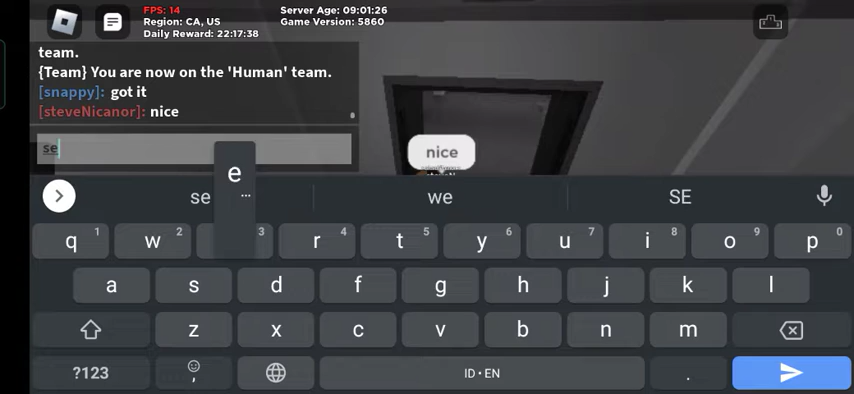 FPS: 14
Server Age: 09:01:26
Region: CA, US
Game Version: 5860
Daily Reward: 22:17:38
team.
{Team} You are now on the 'Human' team.
[snappy]: got it
[steveNicanor]: nice
nice
se
e
...
se we SE
q 1 w 2 3 r 4 t 5 y 6 u 7 i 8 o 9 p 0
a s d f g h j k l
z x c v b n m
?123 , ID • EN .